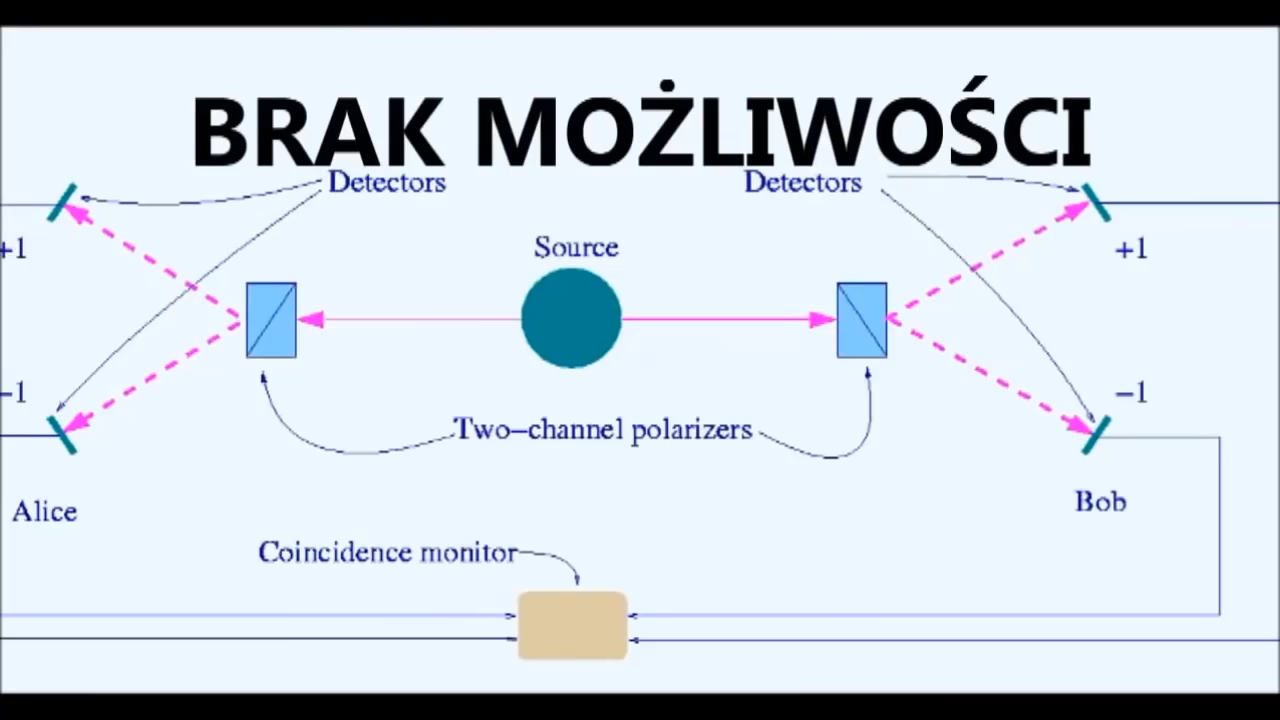 BRAK MOŻLIWOŚCI
Detectors
Detectors
Source
+1
+1
Two–channel polarizers
–1
–1
Alice
Bob
Coincidence monitor